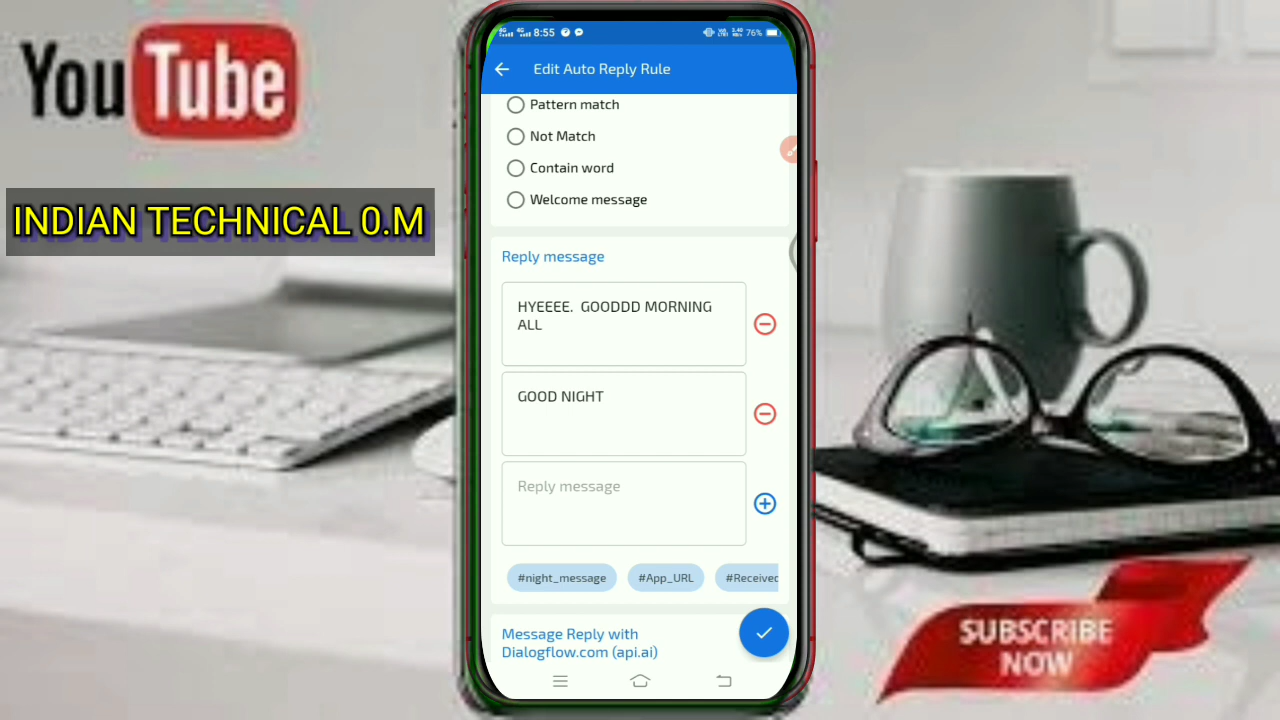 YouTube
INDIAN TECHNICAL 0.M
8:55
76%
Edit Auto Reply Rule
Pattern match
Not Match
Contain word
Welcome message
Reply message
HYEEEE. GOODDD MORNING
ALL
GOOD NIGHT
Reply message
#night_message
#App_URL
#Received
Message Reply with
Dialogflow.com (api.ai)
SUBSCRIBE
NOW